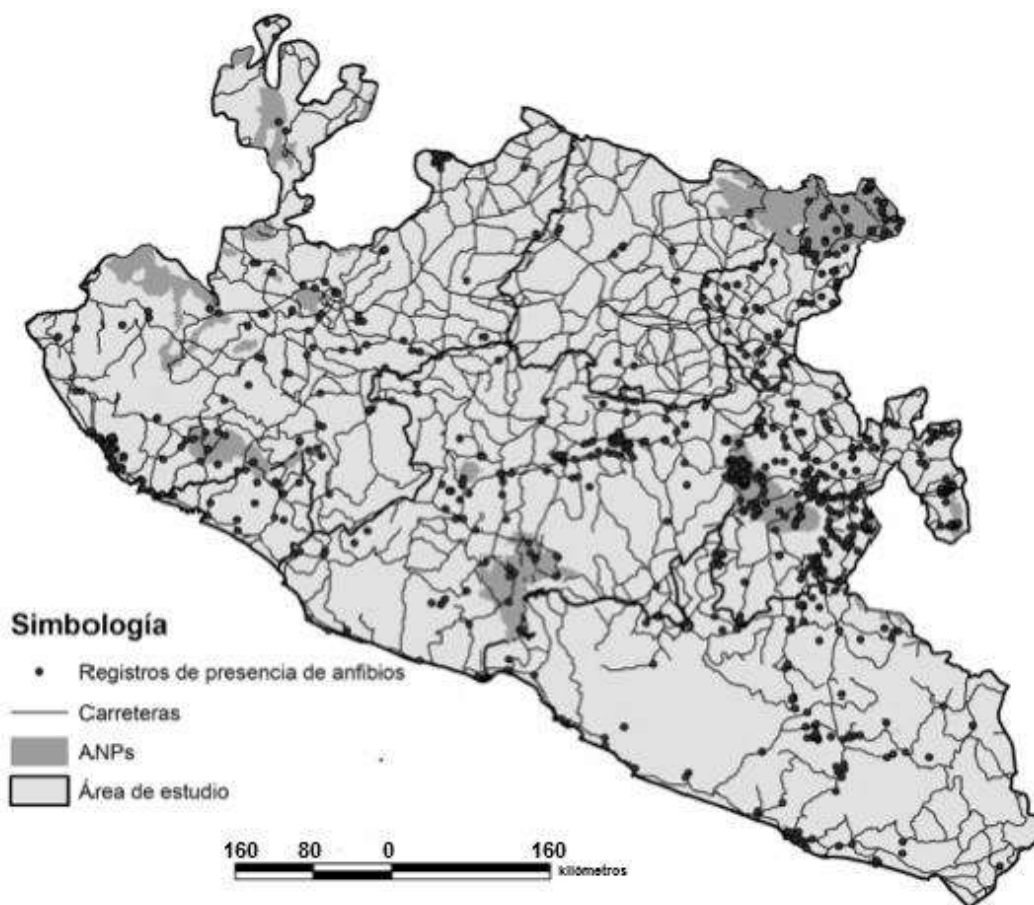 Simbología
Registros de presencia de anfibios
Carreteras
ANPs
Área de estudio
160 80 0 160
kilómetros